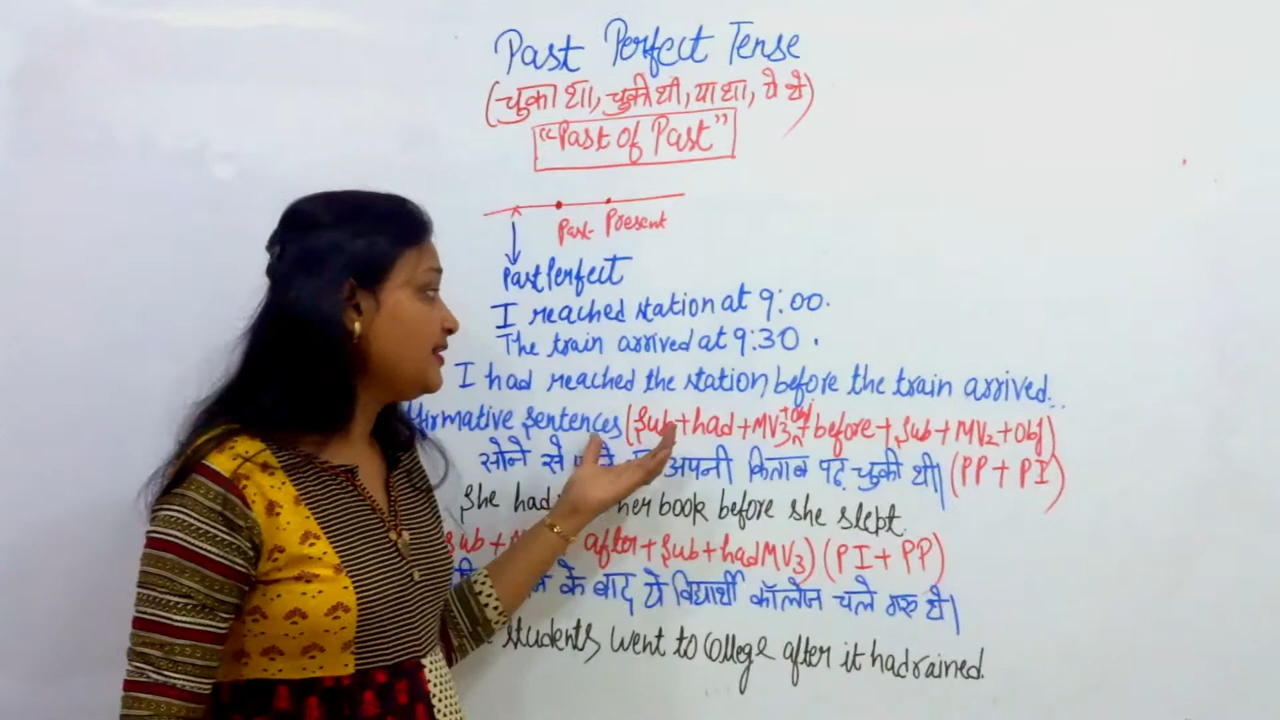 Past Perfect Tense
(चुका था, चुकी थी, या था, ये थे)
"Past of Past"
Past Present
Past Perfect
I reached station at 9:00.
The train arrived at 9:30.
I had reached the station before the train arrived..
Affirmative sentences (Sub+had+MV3+obj+before+Sub+MV2+Obj)
सोने से अपनी किताब पढ़ चुकी थी। (PP+PI)
She had her book before she slept.
Sub+ after+Sub+hadMV3) (PI+PP)
के बाद ये विद्यार्थी कॉलेज चले गए थे।
students went to college after it had rained.